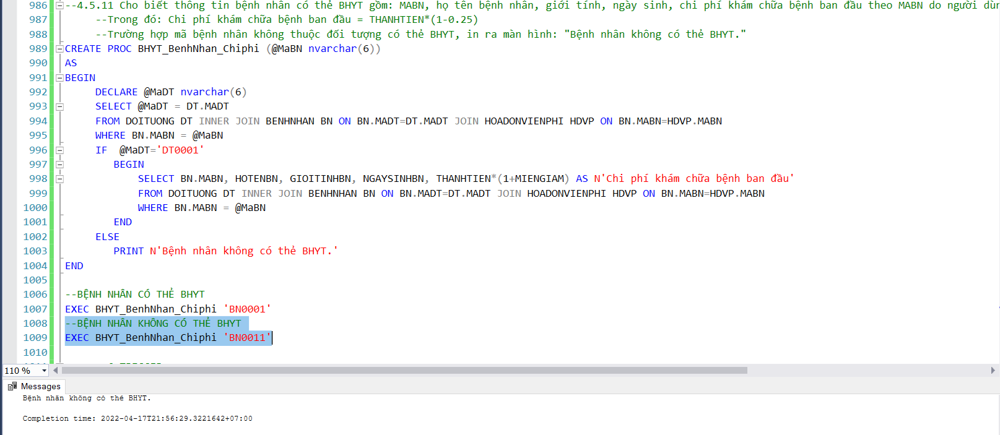 986 --4.5.11 Cho biết thông tin bệnh nhân có thẻ BHYT gồm: MABN, họ tên bệnh nhân, giới tính, ngày sinh, chi phí khám chữa bệnh ban đầu theo MABN do người dùn
987 --Trong đó: Chi phí khám chữa bệnh ban đầu = THANHTIEN*(1-0.25)
988 --Trường hợp mã bệnh nhân không thuộc đối tượng có thẻ BHYT, in ra màn hình: "Bệnh nhân không có thẻ BHYT."
989 CREATE PROC BHYT_BenhNhan_Chiphi (@MaBN nvarchar(6))
990 AS
991 BEGIN
992 DECLARE @MaDT nvarchar(6)
993 SELECT @MaDT = DT.MADT
994 FROM DOITUONG DT INNER JOIN BENHNHAN BN ON BN.MADT=DT.MADT JOIN HOADONVIENPHI HDVP ON BN.MABN=HDVP.MABN
995 WHERE BN.MABN = @MaBN
996 IF @MaDT='DT0001'
997 BEGIN
998 SELECT BN.MABN, HOTENBN, GIOITINHBN, NGAYSINHBN, THANHTIEN*(1+MIENGIAM) AS N'Chi phí khám chữa bệnh ban đầu'
999 FROM DOITUONG DT INNER JOIN BENHNHAN BN ON BN.MADT=DT.MADT JOIN HOADONVIENPHI HDVP ON BN.MABN=HDVP.MABN
1000 WHERE BN.MABN = @MaBN
1001 END
1002 ELSE
1003 PRINT N'Bệnh nhân không có thẻ BHYT.'
1004 END
1005
1006 --BỆNH NHÂN CÓ THẺ BHYT
1007 EXEC BHYT_BenhNhan_Chiphi 'BN0001'
1008 --BỆNH NHÂN KHÔNG CÓ THẺ BHYT
1009 EXEC BHYT_BenhNhan_Chiphi 'BN0011'
1010
110 %
Messages
Bệnh nhân không có thẻ BHYT.
Completion time: 2022-04-17T21:56:29.3221642+07:00